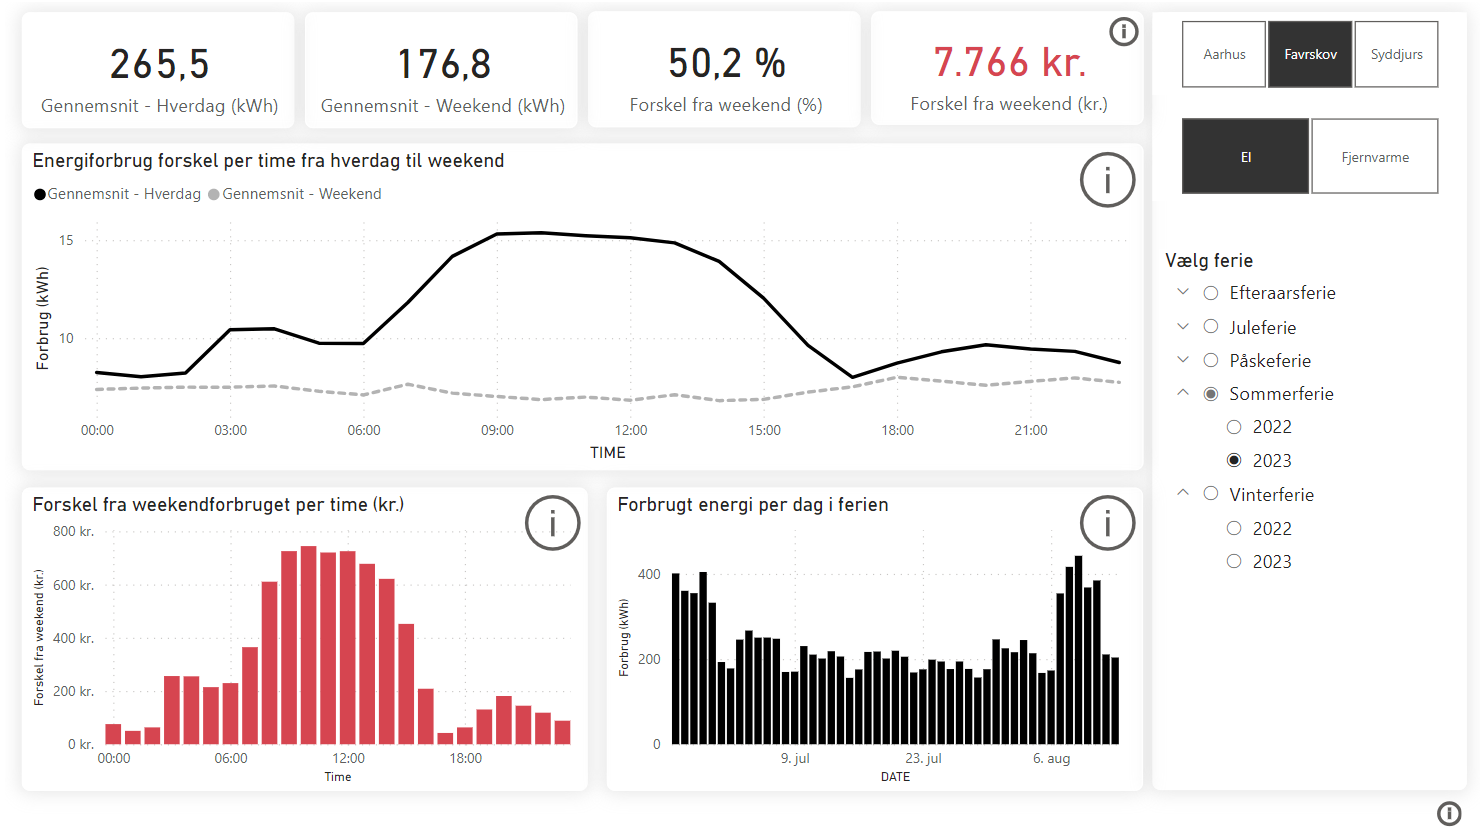 265,5
Gennemsnit - Hverdag (kWh)
176,8
Gennemsnit - Weekend (kWh)
50,2 %
Forskel fra weekend (%)
7.766 kr.
Forskel fra weekend (kr.)
Aarhus
Favrskov
Syddjurs
El
Fjernvarme
Energiforbrug forskel per time fra hverdag til weekend
Gennemsnit - Hverdag
Gennemsnit - Weekend
Forbrug (kWh)
15
10
00:00
03:00
06:00
09:00
12:00
15:00
18:00
21:00
TIME
Vælg ferie
Efteraarsferie
Juleferie
Påskeferie
Sommerferie
2022
2023
Vinterferie
2022
2023
Forskel fra weekendforbruget per time (kr.)
Forskel fra weekend (kr.)
800 kr.
600 kr.
400 kr.
200 kr.
0 kr.
00:00
06:00
12:00
18:00
Time
Forbrugt energi per dag i ferien
Forbrug (kWh)
400
200
0
9. jul
23. jul
6. aug
DATE